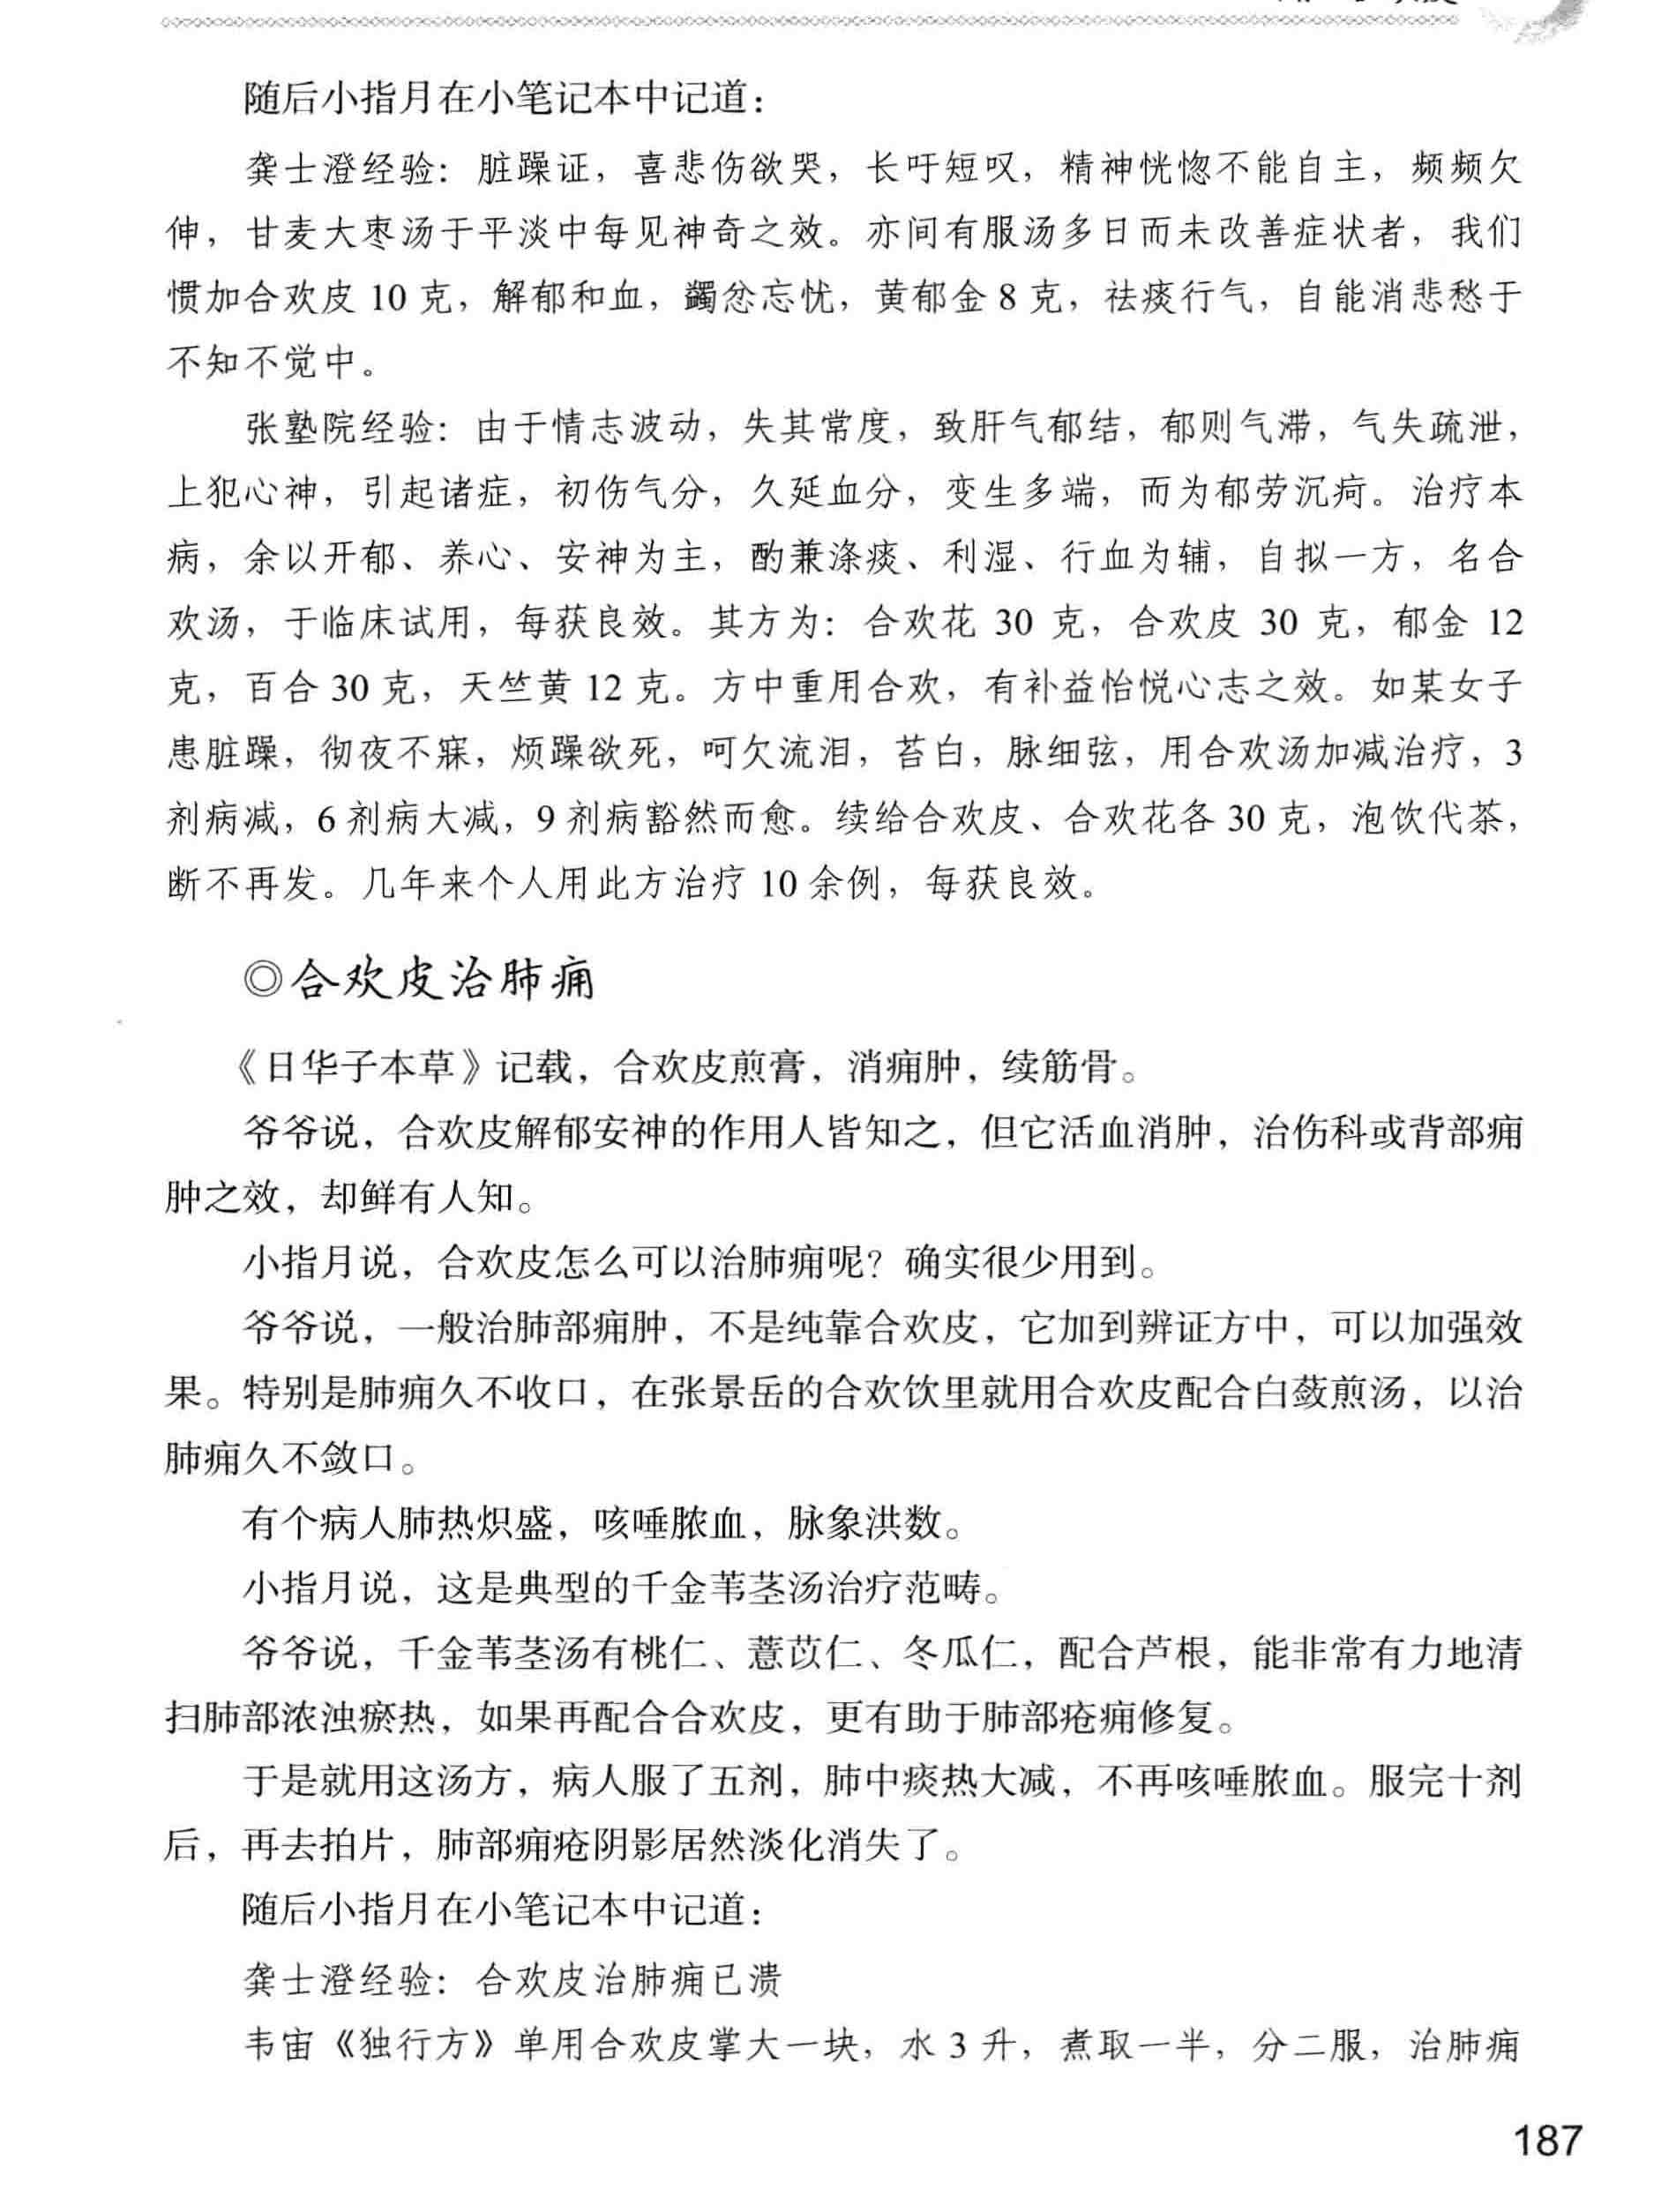 随后小指月在小笔记本中记道：
龚士澄经验：脏躁证，喜悲伤欲哭，长吁短叹，精神恍惚不能自主，频频欠
伸，甘麦大枣汤于平淡中每见神奇之效。亦间有服汤多日而未改善症状者，我们
惯加合欢皮 10 克，解郁和血，蠲忿忘忧，黄郁金 8 克，祛痰行气，自能消悲愁于
不知不觉中。
张塾院经验：由于情志波动，失其常度，致肝气郁结，郁则气滞，气失疏泄，
上犯心神，引起诸症，初伤气分，久延血分，变生多端，而为郁劳沉疴。治疗本
病，余以开郁、养心、安神为主，酌兼涤痰、利湿、行血为辅，自拟一方，名合
欢汤，于临床试用，每获良效。其方为：合欢花 30 克，合欢皮 30 克，郁金 12
克，百合 30 克，天竺黄 12 克。方中重用合欢，有补益怡悦心志之效。如某女子
患脏躁，彻夜不寐，烦躁欲死，呵欠流泪，苔白，脉细弦，用合欢汤加减治疗，3
剂病减，6 剂病大减，9 剂病豁然而愈。续给合欢皮、合欢花各 30 克，泡饮代茶，
断不再发。几年来个人用此方治疗 10 余例，每获良效。
◎合欢皮治肺痈
《日华子本草》记载，合欢皮煎膏，消痈肿，续筋骨。
爷爷说，合欢皮解郁安神的作用人皆知之，但它活血消肿，治伤科或背部痈
肿之效，却鲜有人知。
小指月说，合欢皮怎么可以治肺痈呢？确实很少用到。
爷爷说，一般治肺部痈肿，不是纯靠合欢皮，它加到辨证方中，可以加强效
果。特别是肺痈久不收口，在张景岳的合欢饮里就用合欢皮配合白蔹煎汤，以治
肺痈久不敛口。
有个病人肺热炽盛，咳唾脓血，脉象洪数。
小指月说，这是典型的千金苇茎汤治疗范畴。
爷爷说，千金苇茎汤有桃仁、薏苡仁、冬瓜仁，配合芦根，能非常有力地清
扫肺部浓浊瘀热，如果再配合合欢皮，更有助于肺部疮痈修复。
于是就用这汤方，病人服了五剂，肺中痰热大减，不再咳唾脓血。服完十剂
后，再去拍片，肺部痈疮阴影居然淡化消失了。
随后小指月在小笔记本中记道：
龚士澄经验：合欢皮治肺痈已溃
韦宙《独行方》单用合欢皮掌大一块，水 3 升，煮取一半，分二服，治肺痈
187